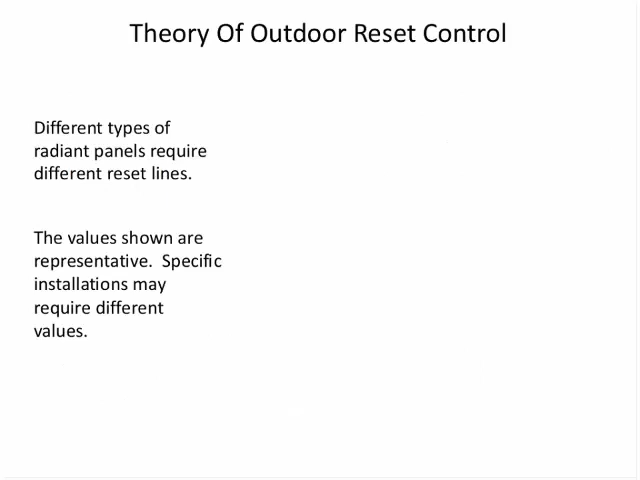 Theory Of Outdoor Reset Control
Different types of
radiant panels require
different reset lines.
The values shown are
representative.  Specific
installations may
require different
values.